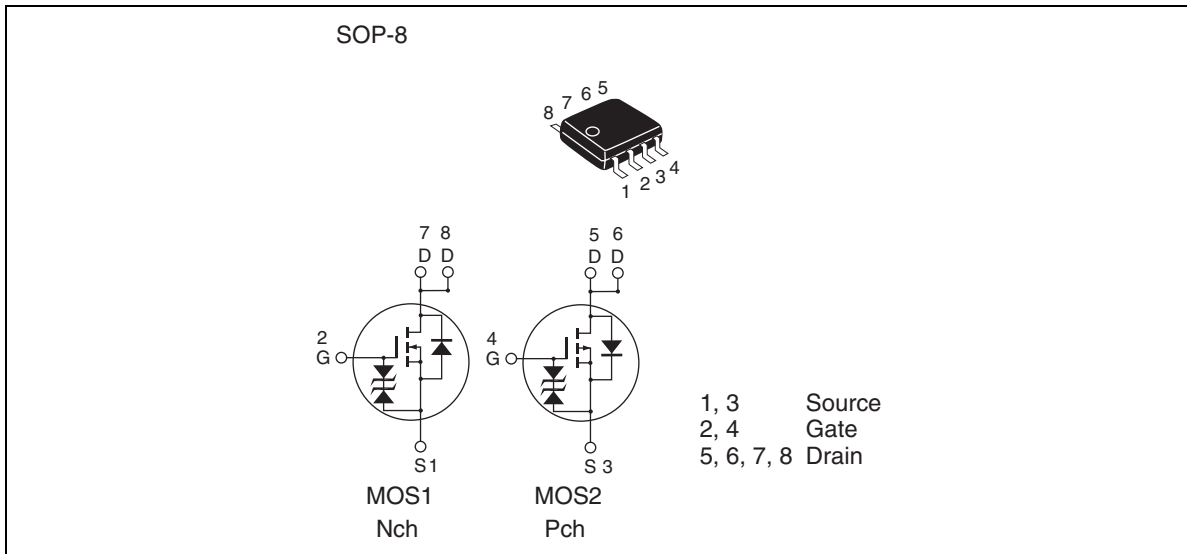 SOP-8
8 7 6 5
1 2 3 4
7 8
D D
2
G
S 1
MOS1
Nch
5 6
D D
4
G
S 3
MOS2
Pch
1, 3 Source
2, 4 Gate
5, 6, 7, 8 Drain